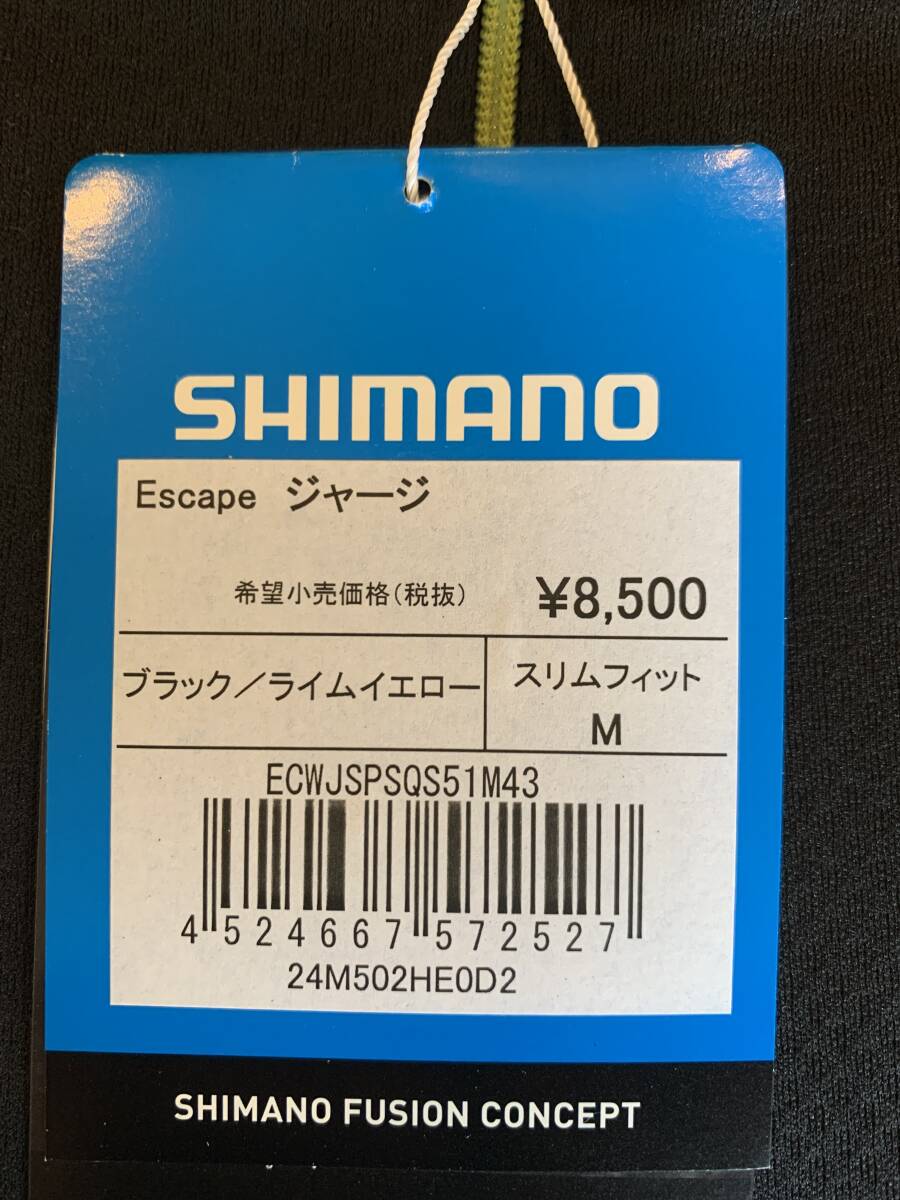 SHIMANO
Escape ジャージ
希望小売価格(税抜) ¥8,500
ブラック/ライムイエロー
スリムフィット
M
ECWJSPSQS51M43
4 524667 572527
24M502HE0D2
SHIMANO FUSION CONCEPT